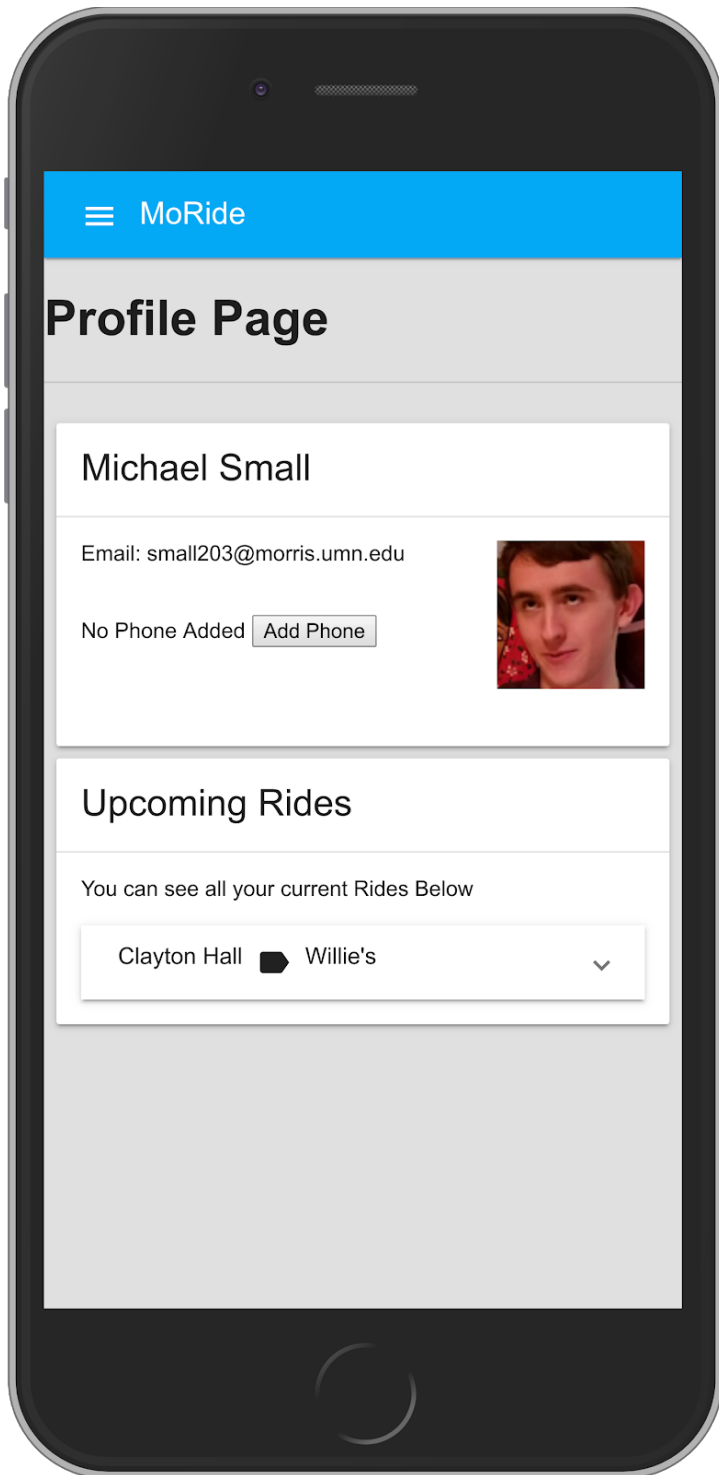 MoRide
Profile Page
Michael Small
Email: small203@morris.umn.edu
No Phone Added Add Phone
Upcoming Rides
You can see all your current Rides Below
Clayton Hall Willie's